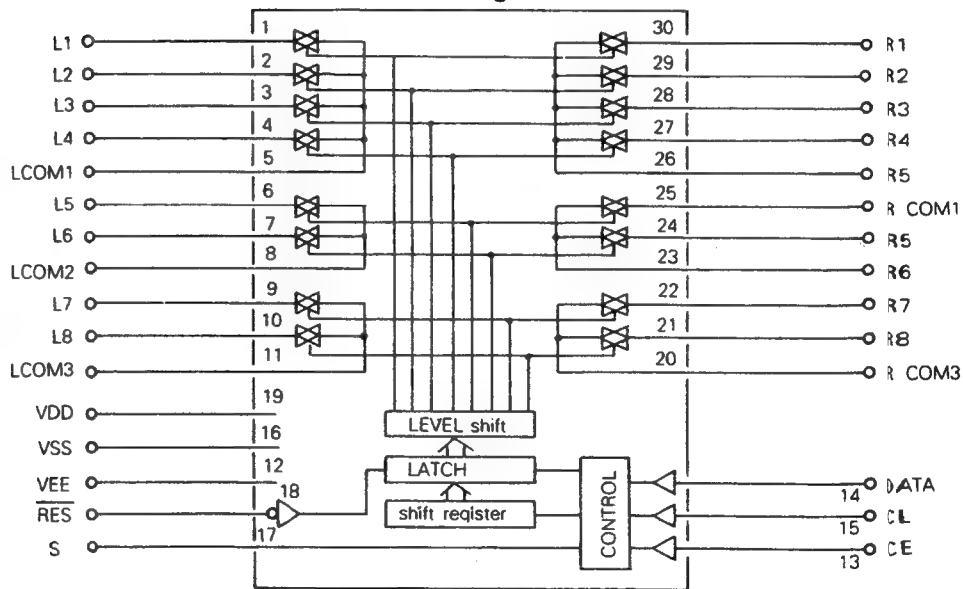 L1 1 30 R1
L2 2 29 R2
L3 3 28 R3
L4 4 27 R4
LCOM1 5 26 R5
L5 6 25 R COM1
L6 7 24 R5
LCOM2 8 23 R6
L7 9 22 R7
L8 10 21 R8
LCOM3 11 20 R COM3
VDD 19
VSS 16
VEE 12
RES 18
S 17
LEVEL shift
LATCH
shift register
CONTROL
14 DATA
15 CL
13 CE